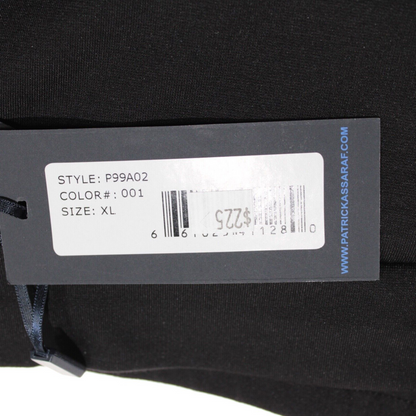 STYLE: P99A02
COLOR#: 001
SIZE: XL
$225
WWW.PATRICKASSARAF.COM